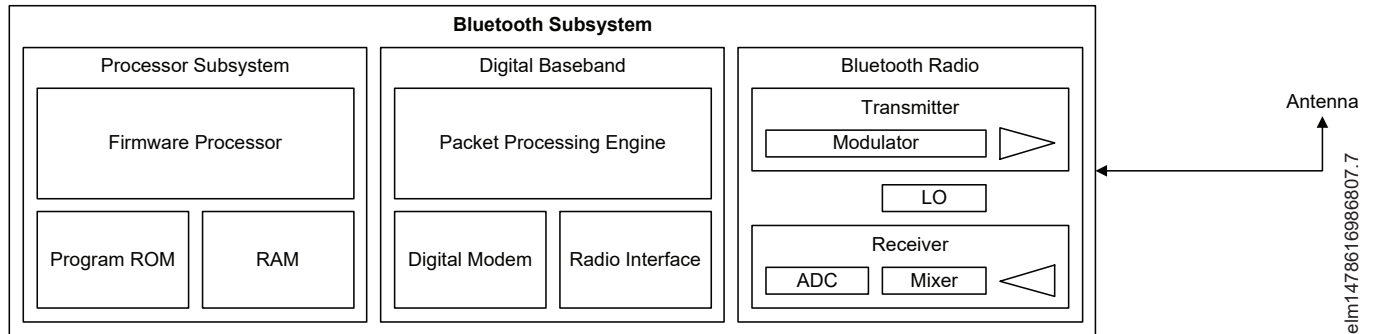 Bluetooth Subsystem
Processor Subsystem
Firmware Processor
Program ROM
RAM
Digital Baseband
Packet Processing Engine
Digital Modem
Radio Interface
Bluetooth Radio
Transmitter
Modulator
LO
Receiver
ADC
Mixer
Antenna
elm1478616986807.7